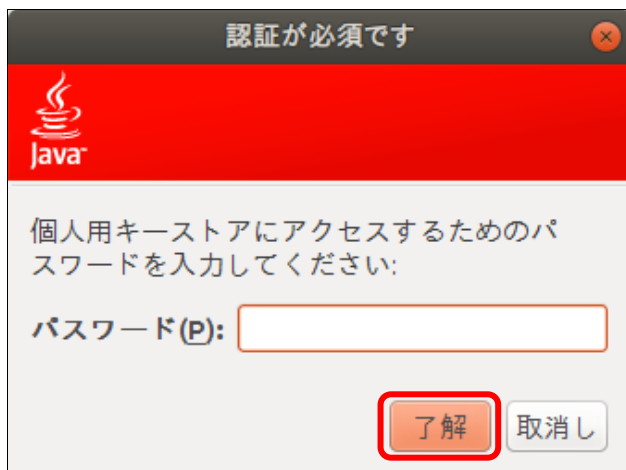 認証が必須です
Java
個人用キーストアにアクセスするためのパ
スワードを入力してください:
パスワード(P):
了解 取消し